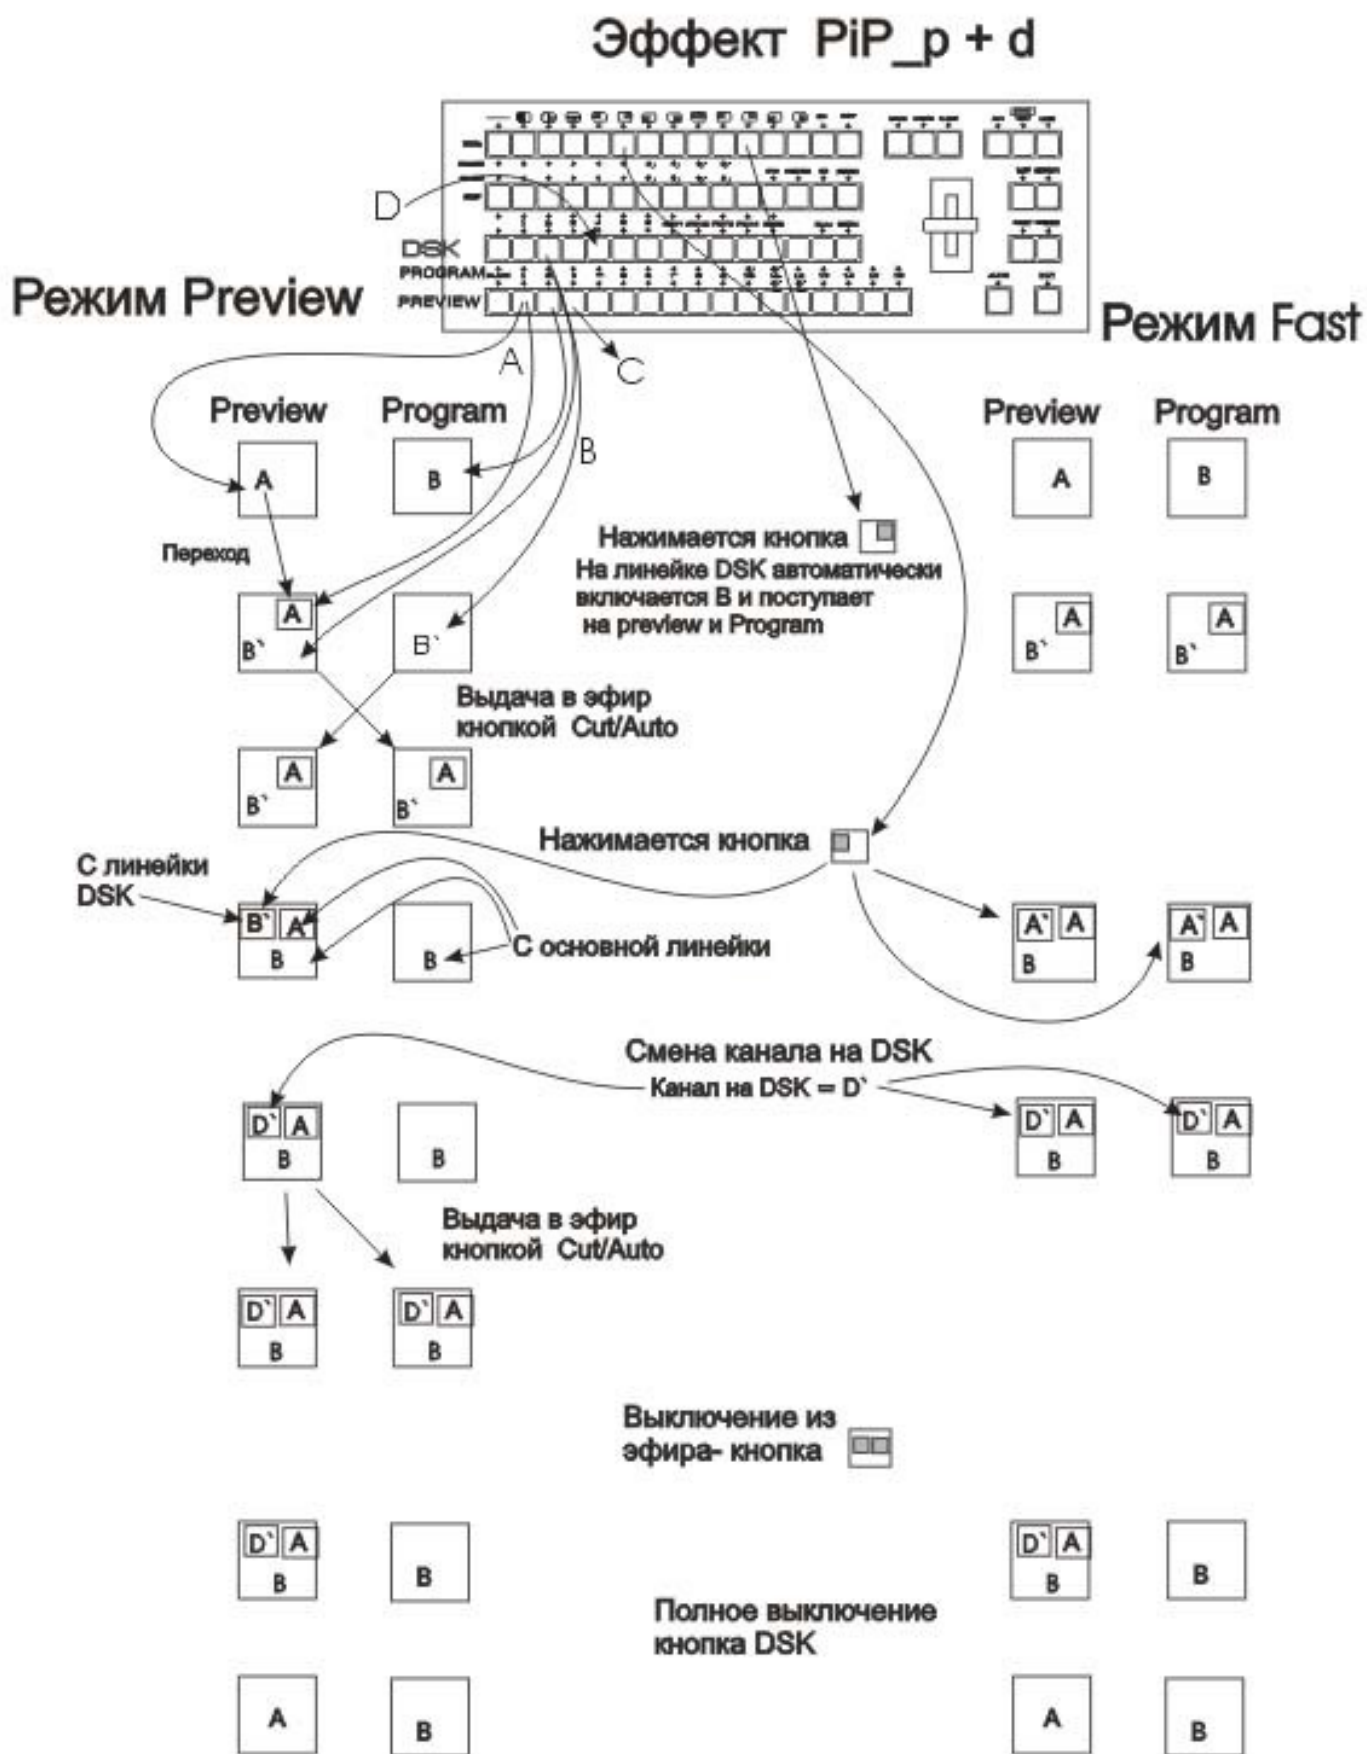 Эффект PiP_p + d
D
DSK
PROGRAM
PREVIEW
Режим Preview
Режим Fast
A
C
B
Preview Program
Preview Program
A B
A B
Переход
Нажимается кнопка
На линейке DSK автоматически
включается В и поступает
на preview и Program
A
B`
B`
A
B`
A
B`
Выдача в эфир
кнопкой Cut/Auto
A
B`
A
B`
Нажимается кнопка
С линейки
DSK
B` A
B
B
С основной линейки
A` A
B
A` A
B
Смена канала на DSK
Канал на DSK = D`
D` A
B
B
D` A
B
D` A
B
Выдача в эфир
кнопкой Cut/Auto
D` A
B
D` A
B
Выключение из
эфира- кнопка
D` A
B
B
D` A
B
B
Полное выключение
кнопка DSK
A B
A B